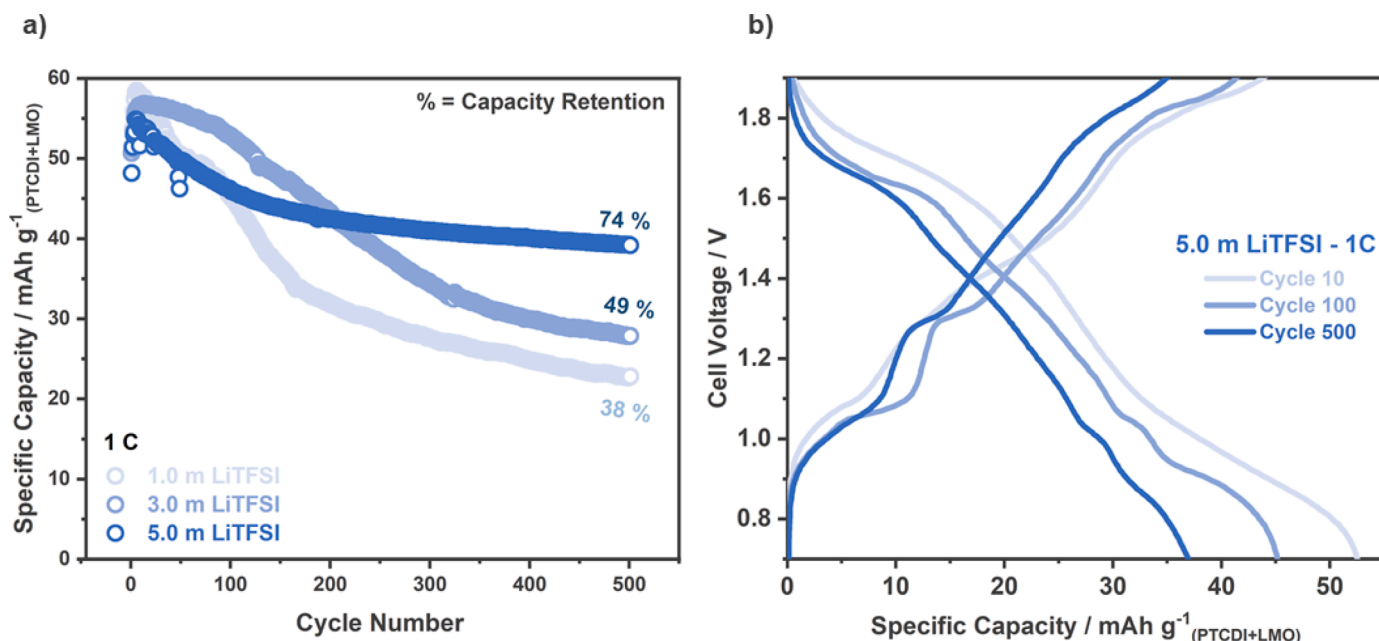 a)
% = Capacity Retention
74 %
49 %
38 %
1 C
1.0 m LiTFSI
3.0 m LiTFSI
5.0 m LiTFSI
60
50
40
30
20
10
0
0
100
200
300
400
500
Specific Capacity / mAh g⁻¹(PTCDI+LMO)
Cycle Number
b)
5.0 m LiTFSI - 1C
Cycle 10
Cycle 100
Cycle 500
1.8
1.6
1.4
1.2
1.0
0.8
0
10
20
30
40
50
Cell Voltage / V
Specific Capacity / mAh g⁻¹(PTCDI+LMO)